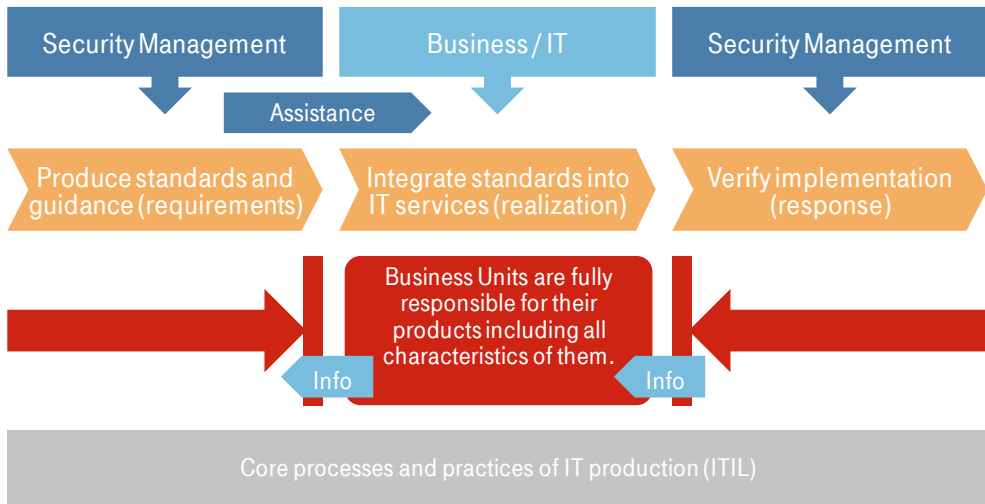 Security Management
Business / IT
Security Management
Assistance
Produce standards and
guidance (requirements)
Integrate standards into
IT services (realization)
Verify implementation
(response)
Business Units are fully
responsible for their
products including all
characteristics of them.
Info
Info
Core processes and practices of IT production (ITIL)